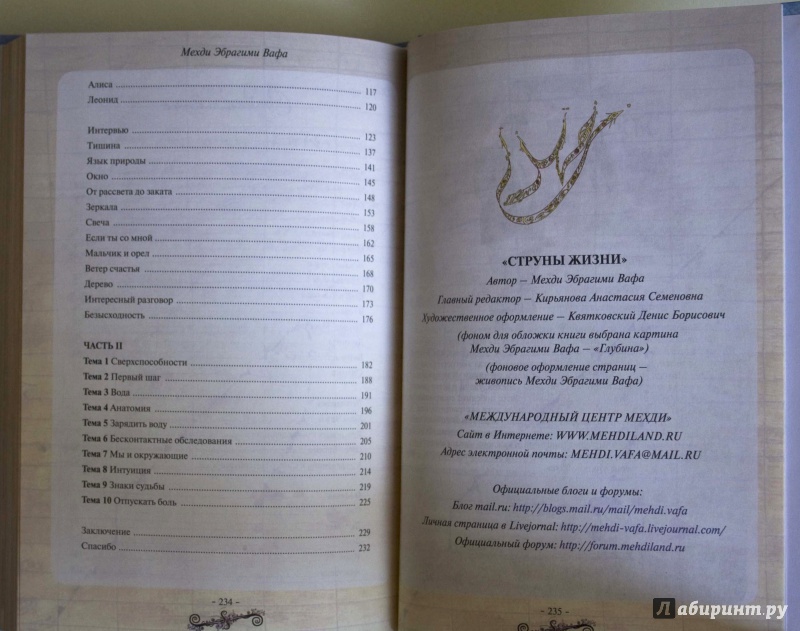 Мехди Эбрагими Вафа
Алиса 117
Леонид 120
Интервью 123
Тишина 137
Язык природы 141
Окно 145
От рассвета до заката 148
Зеркала 153
Свеча 158
Если ты со мной 162
Мальчик и орел 165
Ветер счастья 168
Дерево 170
Интересный разговор 173
Безысходность 176
ЧАСТЬ II
Тема 1 Сверхспособности 182
Тема 2 Первый шаг 188
Тема 3 Вода 191
Тема 4 Анатомия 196
Тема 5 Зарядить воду 201
Тема 6 Бесконтактные обследования 205
Тема 7 Мы и окружающие 210
Тема 8 Интуиция 214
Тема 9 Знаки судьбы 219
Тема 10 Отпускать боль 225
Заключение 229
Спасибо 232
- 234 -
«СТРУНЫ ЖИЗНИ»
Автор – Мехди Эбрагими Вафа
Главный редактор – Кирьянова Анастасия Семеновна
Художественное оформление – Квятковский Денис Борисович
(фоном для обложки книги выбрана картина
Мехди Эбрагими Вафа – «Глубина»)
(фоновое оформление страниц –
живопись Мехди Эбрагими Вафа)
«МЕЖДУНАРОДНЫЙ ЦЕНТР МЕХДИ»
Сайт в Интернете: WWW.MEHDILAND.RU
Адрес электронной почты: MEHDI.VAFA@MAIL.RU
Официальные блоги и форумы:
Блог mail.ru: http://blogs.mail.ru/mail/mehdi.vafa
Личная страница в Livejornal: http://mehdi-vafa.livejournal.com/
Официальный форум: http://forum.mehdiland.ru
- 235 -
Лабиринт.ру